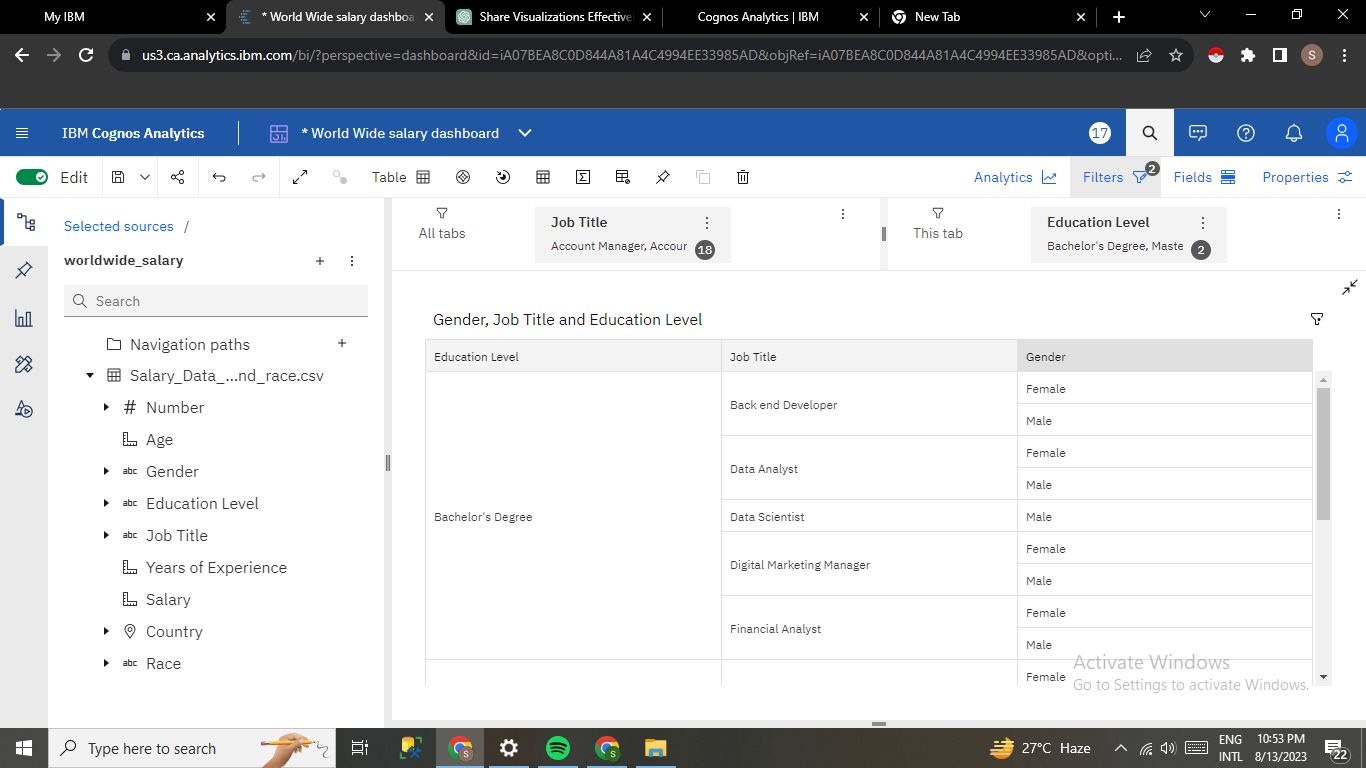 My IBM
* World Wide salary dashboa
Share Visualizations Effective
Cognos Analytics | IBM
New Tab
us3.ca.analytics.ibm.com/bi/?perspective=dashboard&id=iA07BEA8C0D844A81A4C4994EE33985AD&objRef=iA07BEA8C0D844A81A4C4994EE33985AD&opti...
S
IBM Cognos Analytics
* World Wide salary dashboard
17
Edit
Table
Analytics
Filters
2
Fields
Properties
Selected sources /
worldwide_salary
Search
Navigation paths
Salary_Data_...nd_race.csv
# Number
Age
abc Gender
abc Education Level
abc Job Title
Years of Experience
Salary
Country
abc Race
All tabs
Job Title
Account Manager, Accour
18
This tab
Education Level
Bachelor's Degree, Maste
2
Gender, Job Title and Education Level
Education Level Job Title Gender
Bachelor's Degree
Back end Developer
Female
Male
Data Analyst
Female
Male
Data Scientist
Male
Digital Marketing Manager
Female
Male
Financial Analyst
Female
Male
Female
Activate Windows
Go to Settings to activate Windows.
Type here to search
27°C Haze
ENG
INTL
10:53 PM
8/13/2023
22